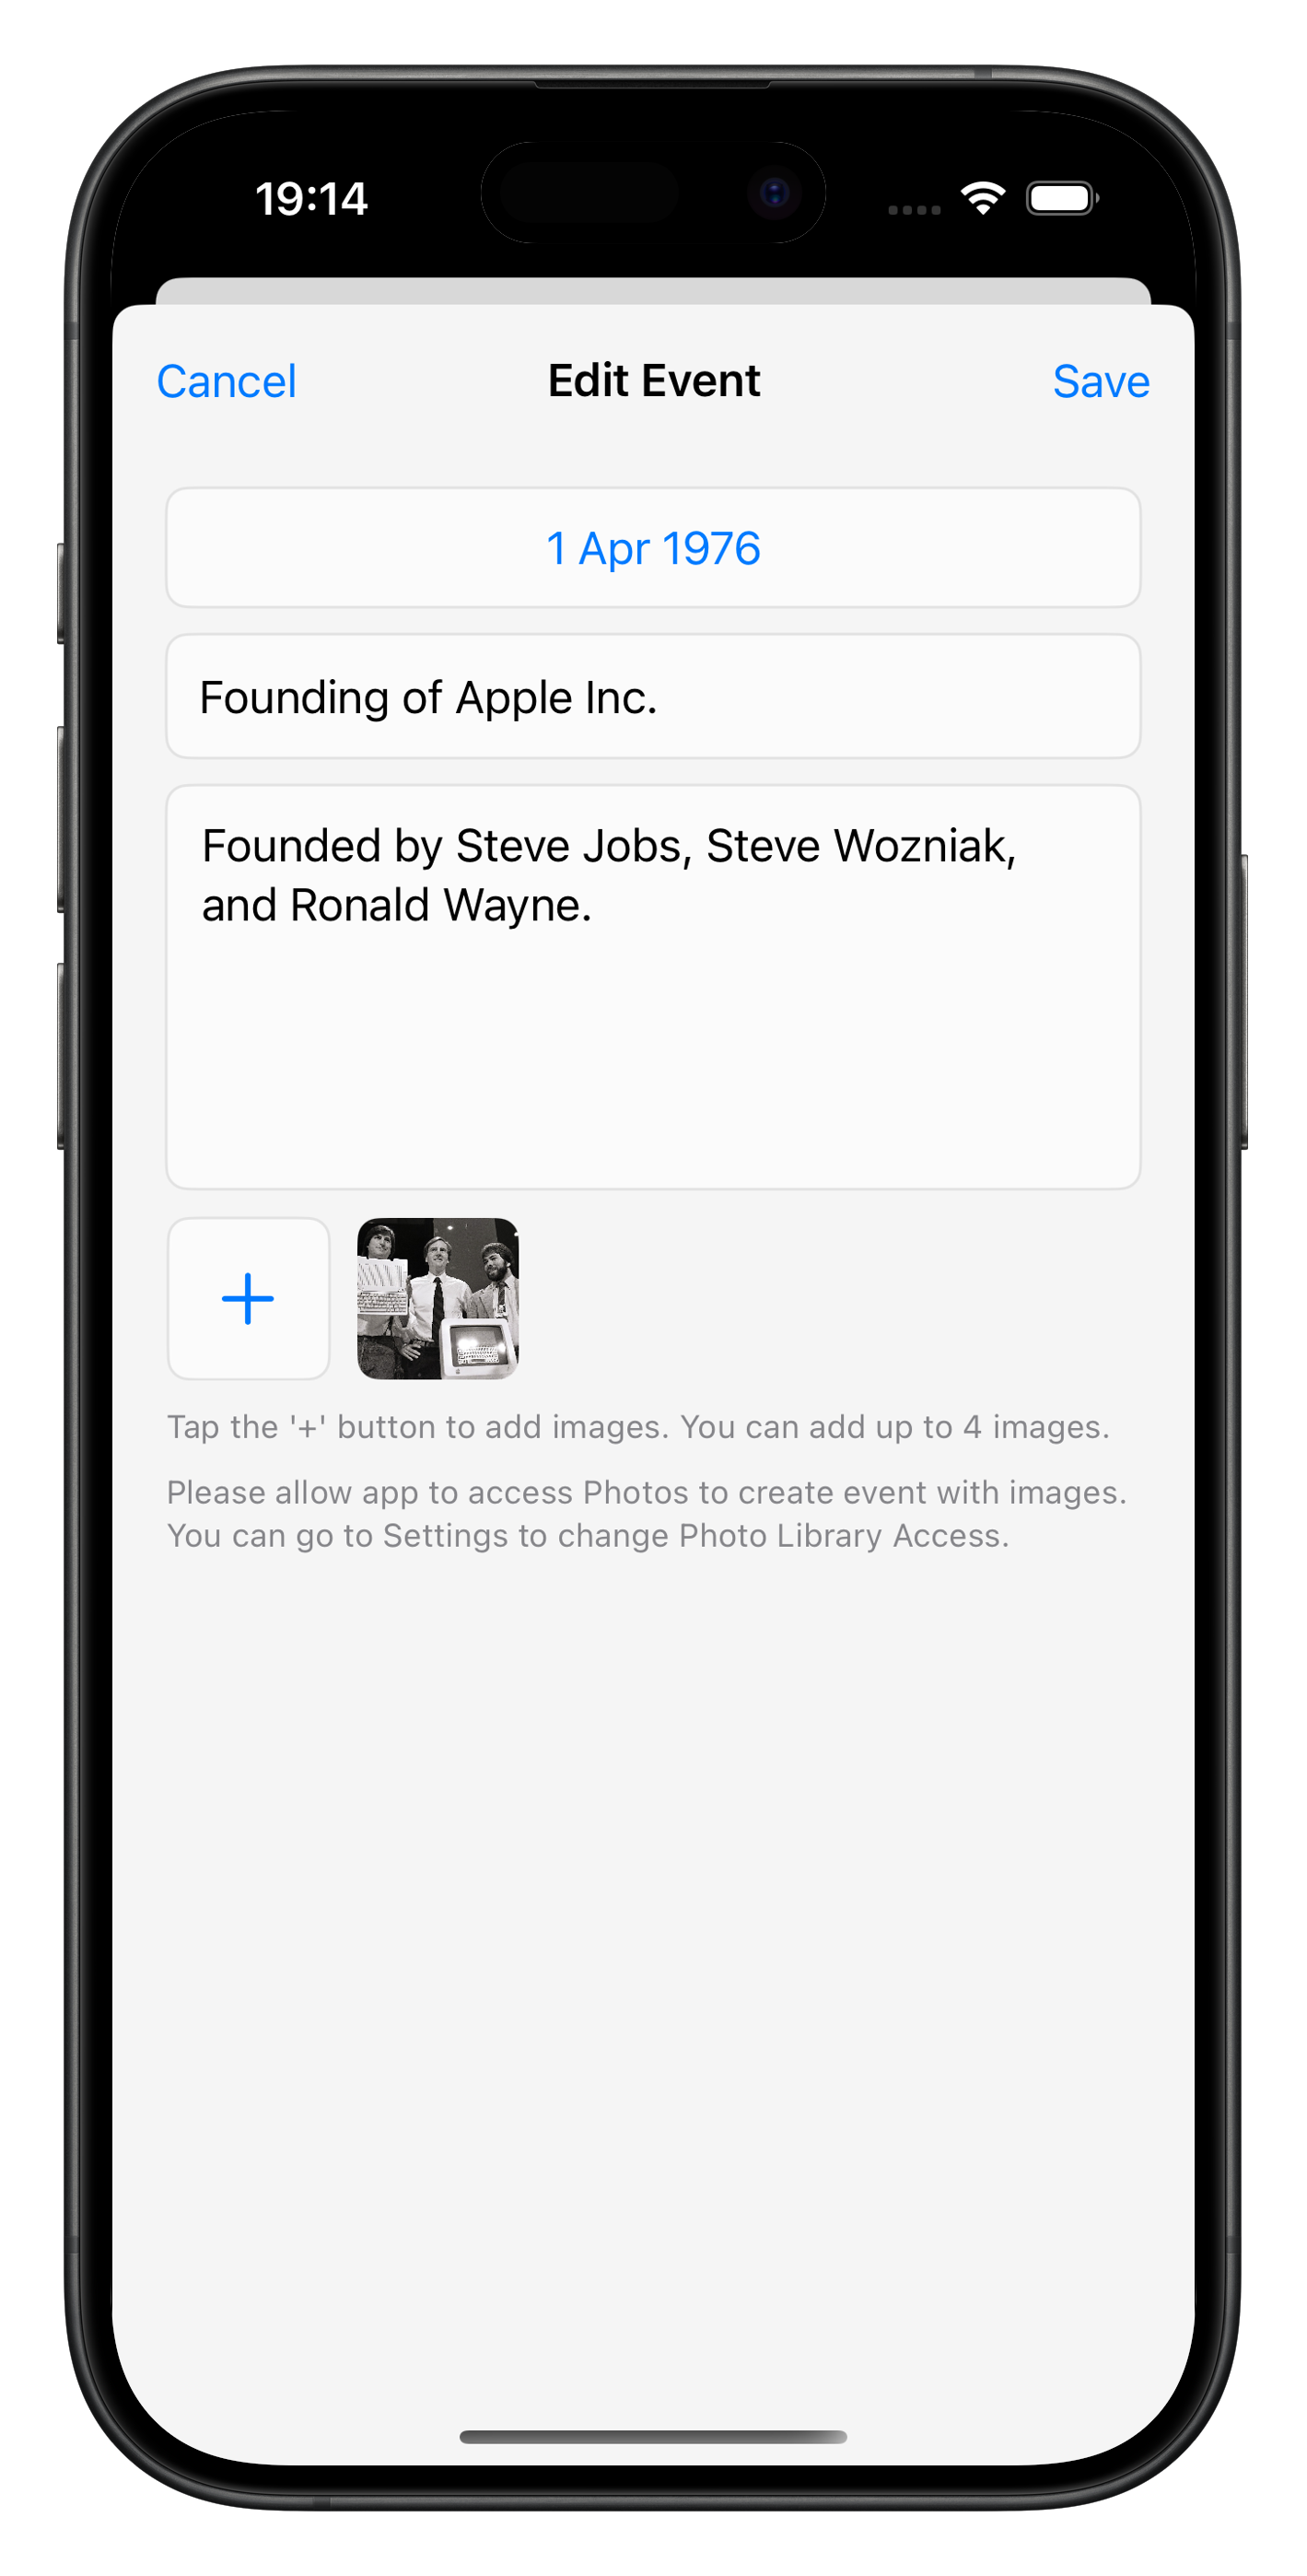 19:14
Cancel Edit Event Save
1 Apr 1976
Founding of Apple Inc.
Founded by Steve Jobs, Steve Wozniak,
and Ronald Wayne.
Tap the '+' button to add images. You can add up to 4 images.
Please allow app to access Photos to create event with images.
You can go to Settings to change Photo Library Access.